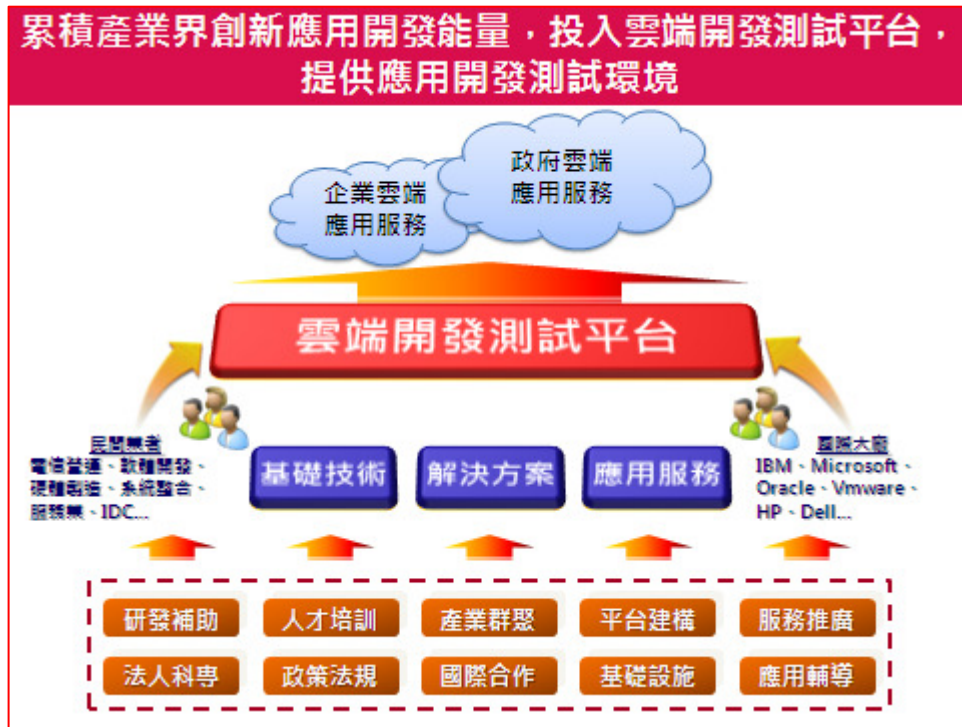 累積產業界創新應用開發能量，投入雲端開發測試平台，
提供應用開發測試環境
企業雲端
應用服務
政府雲端
應用服務
雲端開發測試平台
民間業者
電信營運、軟體開發、
硬體製造、系統整合、
服務業、IDC...
基礎技術
解決方案
應用服務
國際大廠
IBM、Microsoft、
Oracle、Vmware、
HP、Dell...
研發補助
人才培訓
產業群聚
平台建構
服務推廣
法人科專
政策法規
國際合作
基礎設施
應用輔導